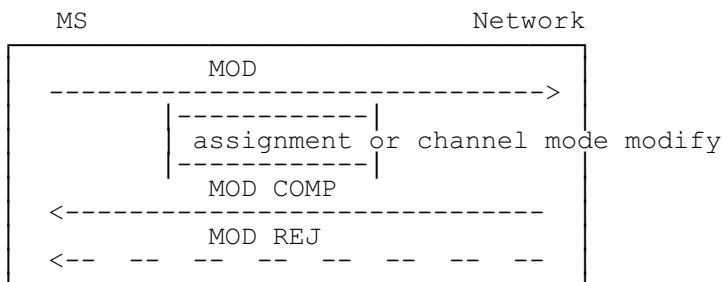 MS Network
MOD
assignment or channel mode modify
MOD COMP
MOD REJ